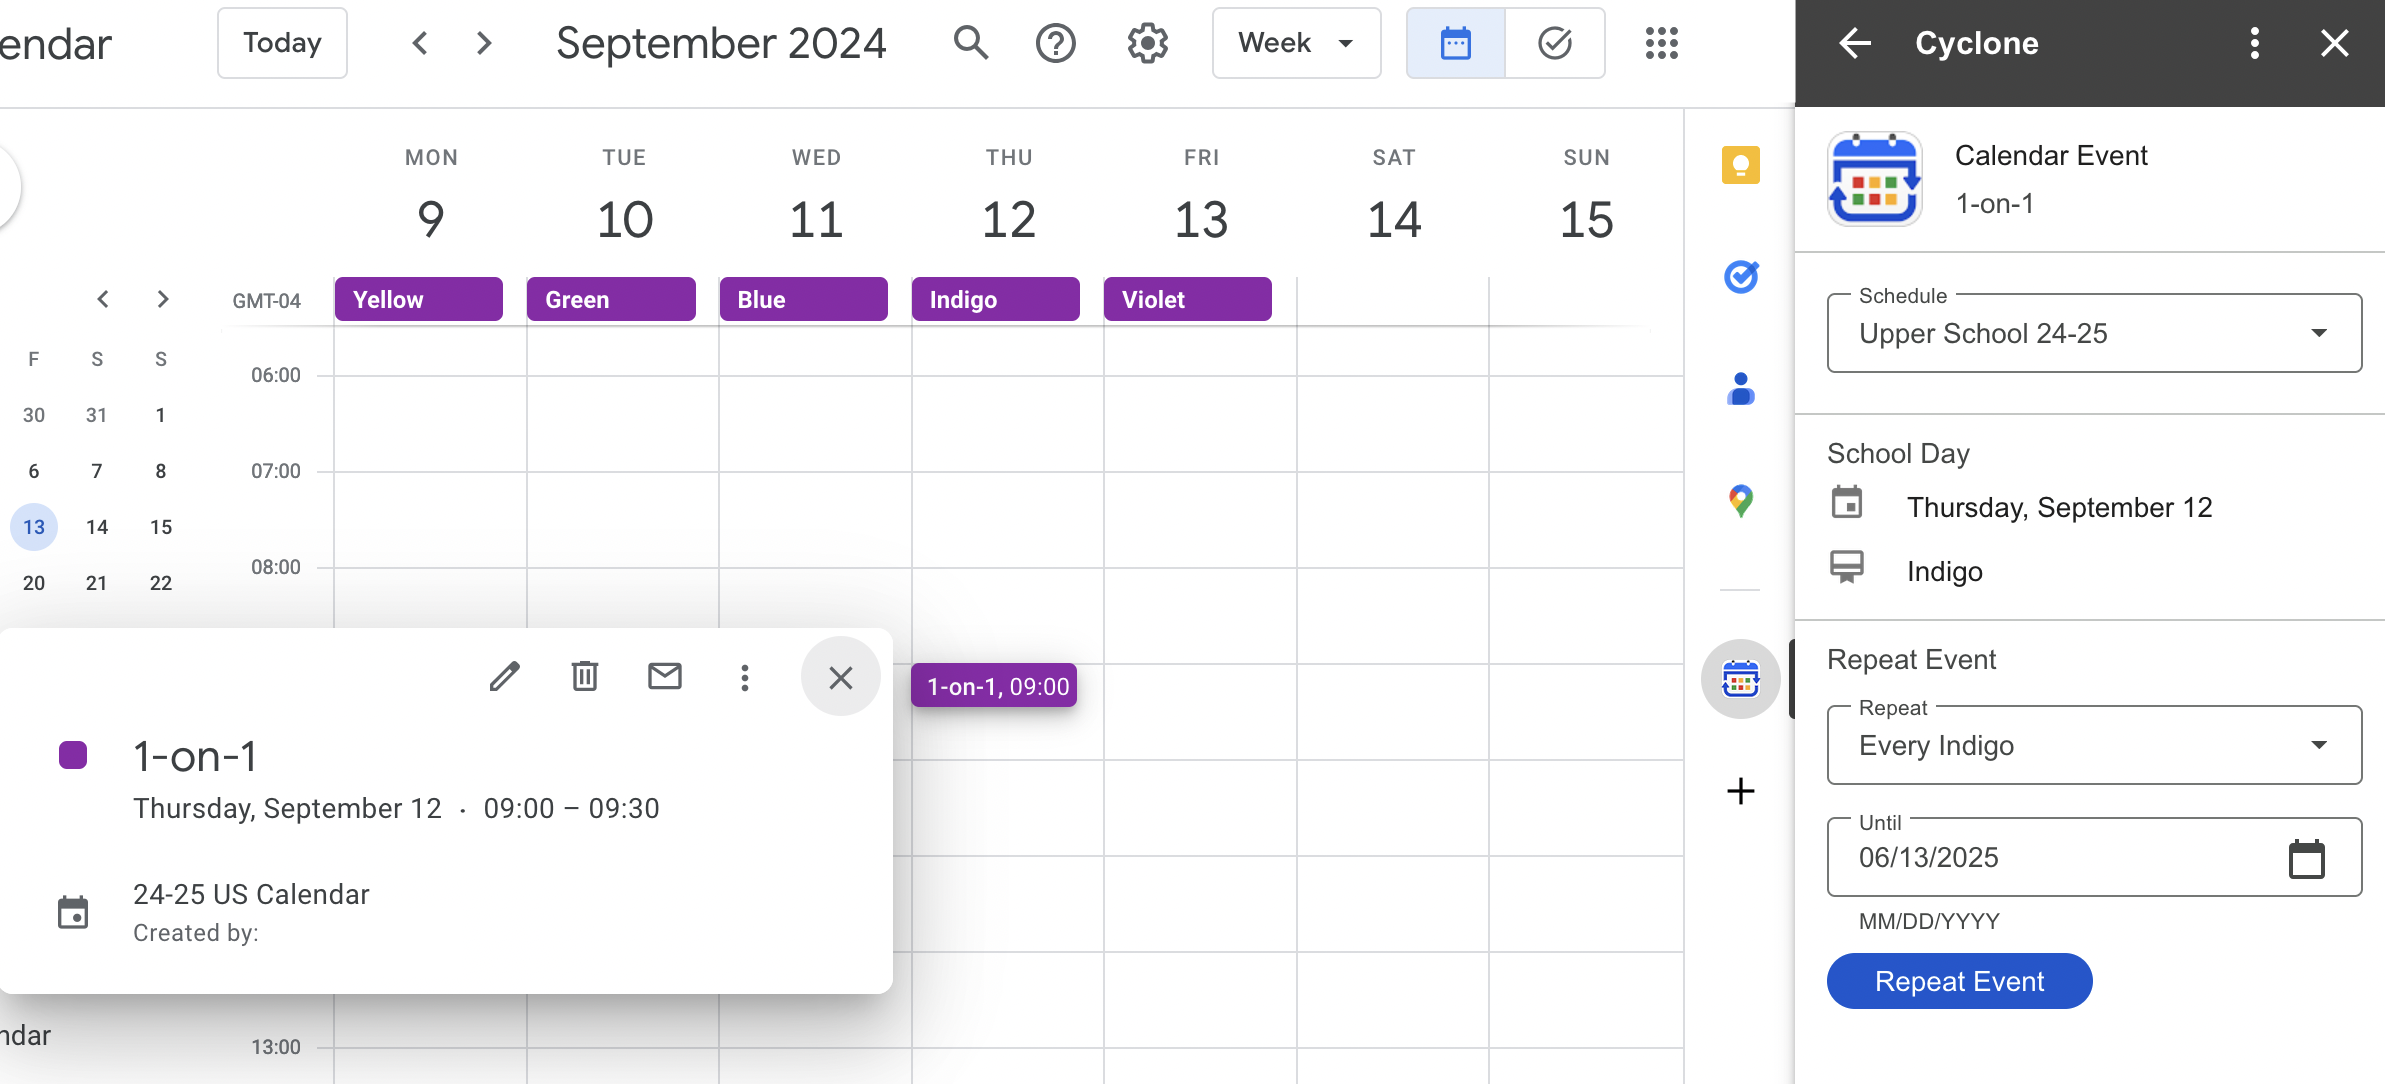 endar
Today
September 2024
Week
MON TUE WED THU FRI SAT SUN
9 10 11 12 13 14 15
GMT-04
Yellow Green Blue Indigo Violet
F S S
30 31 1
6 7 8
13 14 15
20 21 22
06:00
07:00
08:00
1-on-1, 09:00
1-on-1
Thursday, September 12 · 09:00 – 09:30
24-25 US Calendar
Created by:
ndar
13:00
Cyclone
Calendar Event
1-on-1
Schedule
Upper School 24-25
School Day
Thursday, September 12
Indigo
Repeat Event
Repeat
Every Indigo
Until
06/13/2025
MM/DD/YYYY
Repeat Event